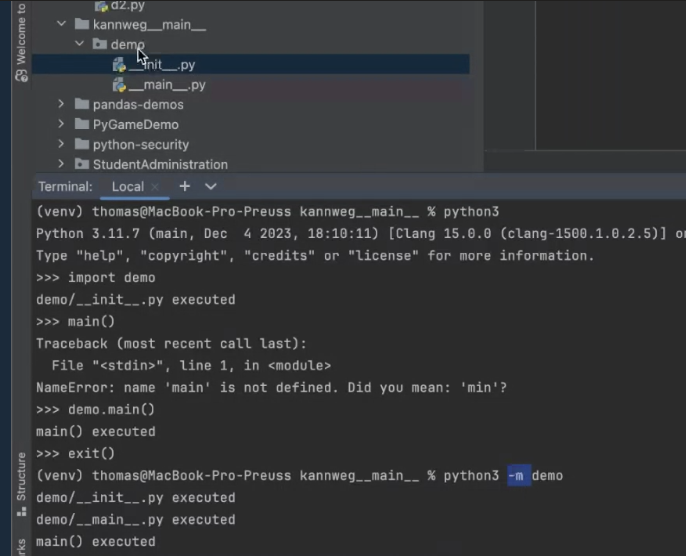 d2.py
kannweg__main__
demo
__init__.py
__main__.py
pandas-demos
PyGameDemo
python-security
StudentAdministration
Welcome to
Terminal: Local × +
(venv) thomas@MacBook-Pro-Preuss kannweg__main__ % python3
Python 3.11.7 (main, Dec  4 2023, 18:10:11) [Clang 15.0.0 (clang-1500.1.0.2.5)] o
Type "help", "copyright", "credits" or "license" for more information.
>>> import demo
demo/__init__.py executed
>>> main()
Traceback (most recent call last):
  File "<stdin>", line 1, in <module>
NameError: name 'main' is not defined. Did you mean: 'min'?
>>> demo.main()
main() executed
>>> exit()
(venv) thomas@MacBook-Pro-Preuss kannweg__main__ % python3 -m demo
demo/__init__.py executed
demo/__main__.py executed
main() executed
Structure
rks